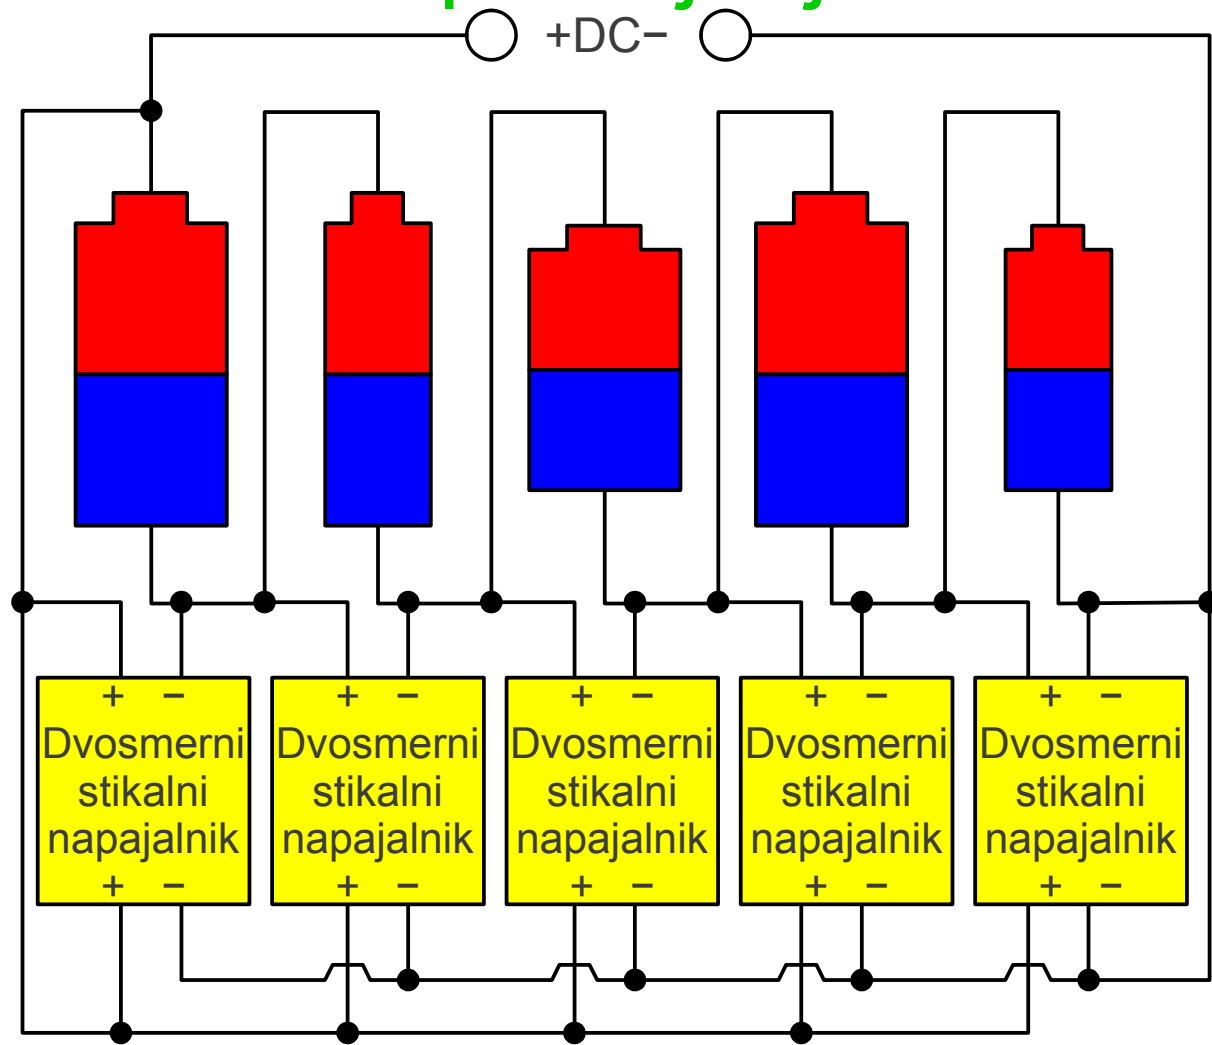 +DC−
+ − + − + − + − + −
Dvosmerni Dvosmerni Dvosmerni Dvosmerni Dvosmerni
stikalni stikalni stikalni stikalni stikalni
napajalnik napajalnik napajalnik napajalnik napajalnik
+ − + − + − + − + −